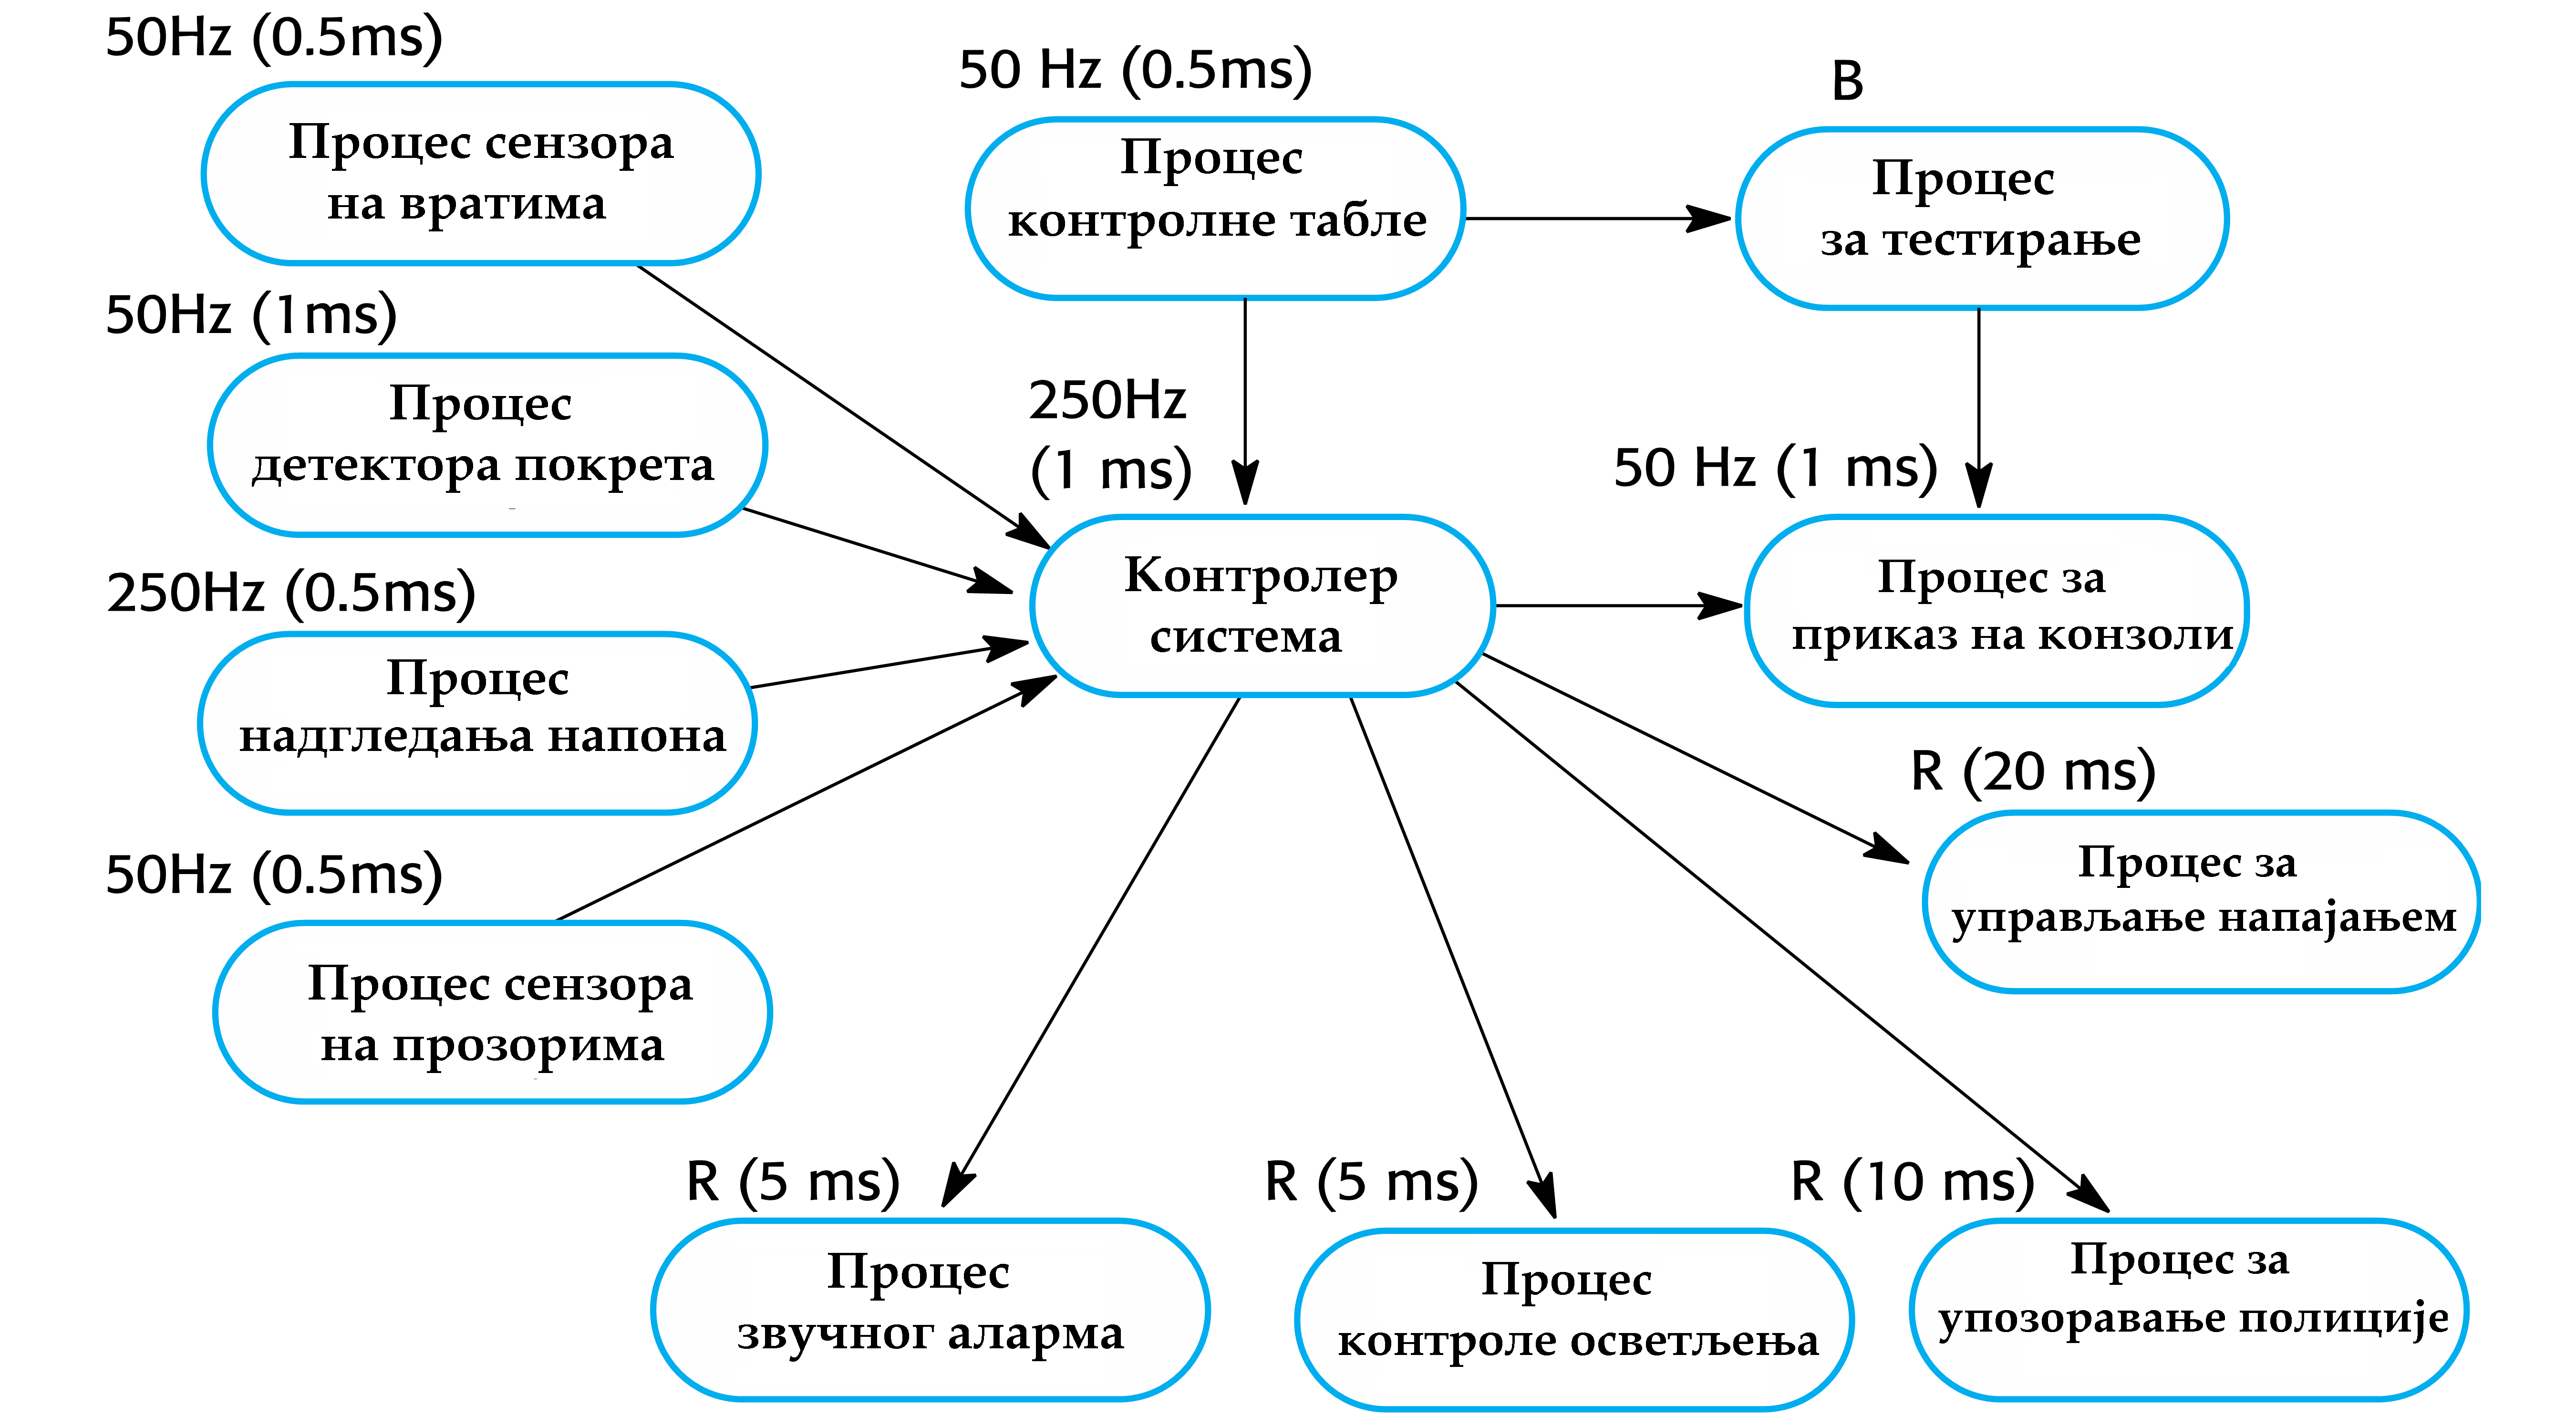 50Hz (0.5ms)
Процес сензора
на вратима
50 Hz (0.5ms)
Процес
контролне табле
B
Процес
за тестирање
50Hz (1ms)
Процес
детектора покрета
250Hz
(1 ms)
Контролер
система
50 Hz (1 ms)
Процес за
приказ на конзоли
250Hz (0.5ms)
Процес
надгледања напона
R (20 ms)
Процес за
управљање напајањем
50Hz (0.5ms)
Процес сензора
на прозорима
R (5 ms)
Процес
звучног аларма
R (5 ms)
Процес
контроле осветљења
R (10 ms)
Процес за
упозоравање полиције